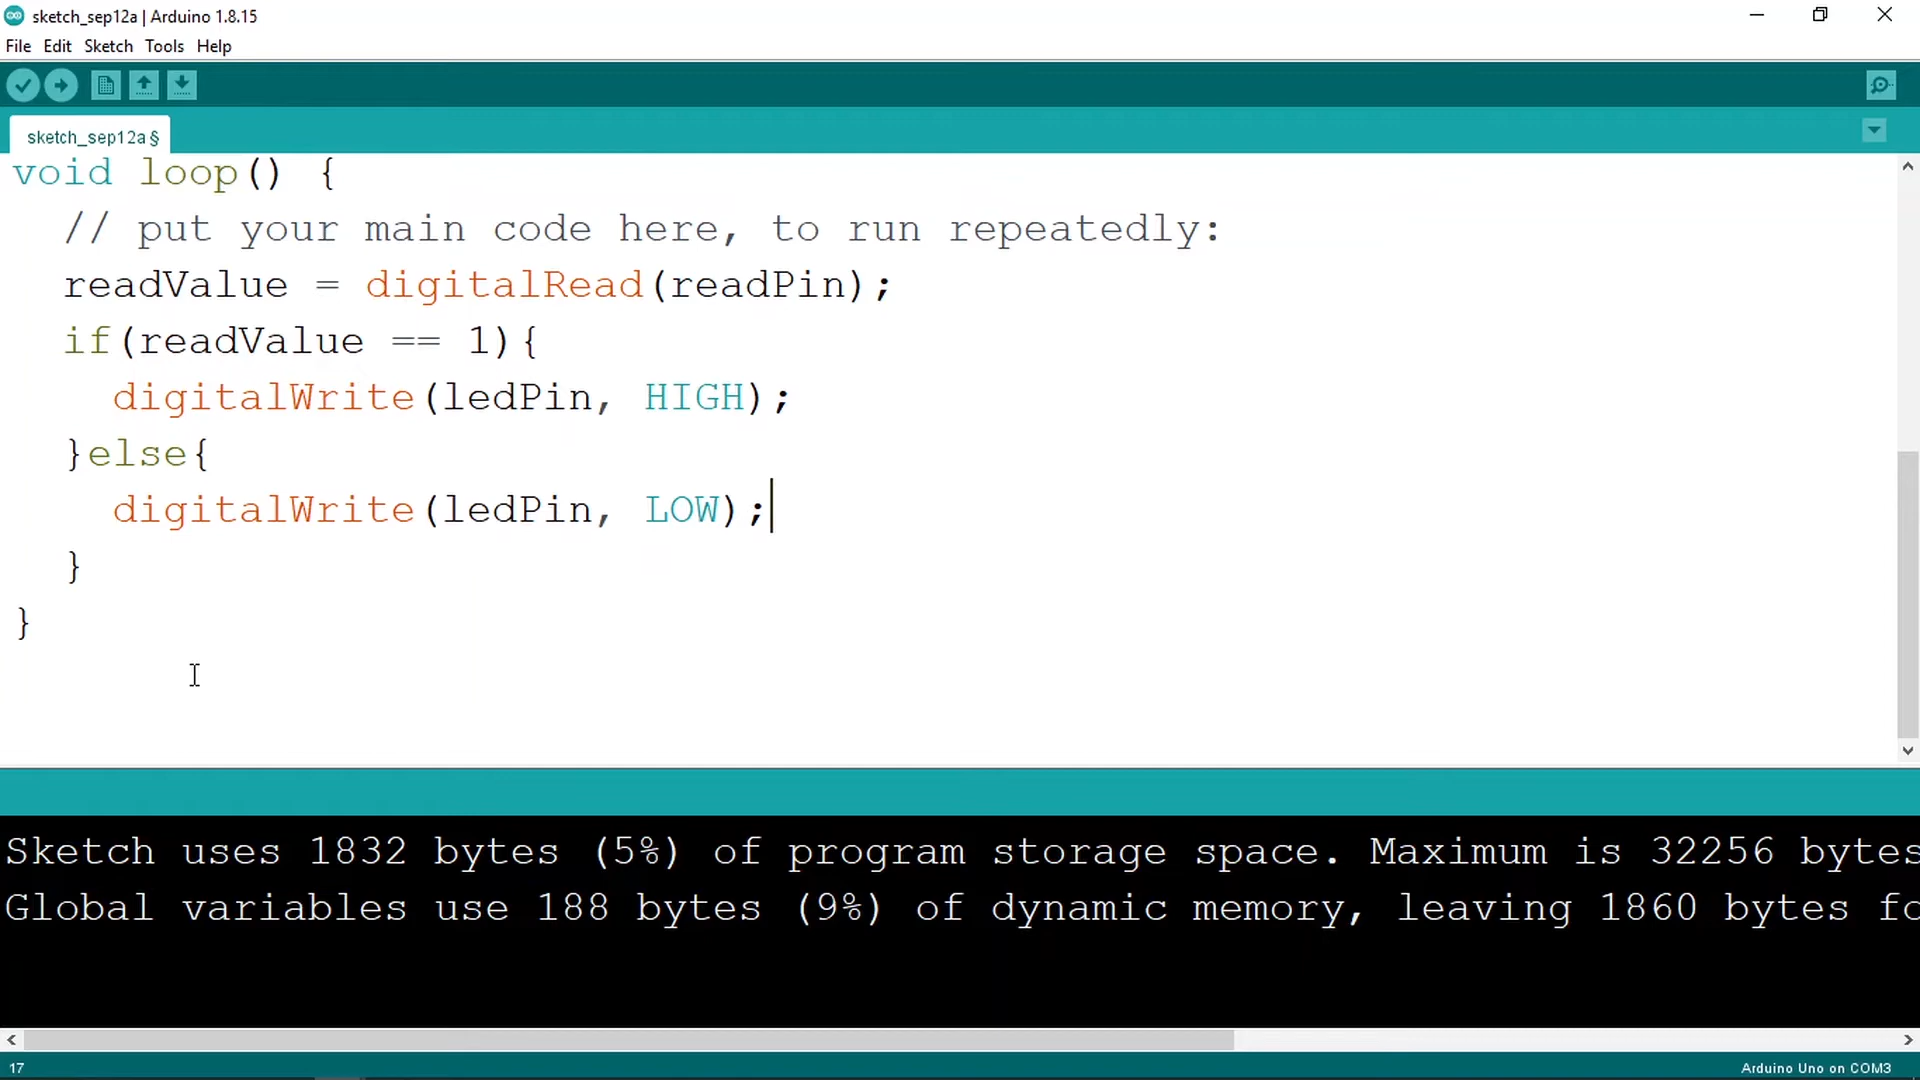 sketch_sep12a | Arduino 1.8.15
File Edit Sketch Tools Help
sketch_sep12a §
void loop() {
// put your main code here, to run repeatedly:
readValue = digitalRead(readPin);
if(readValue == 1){
digitalWrite(ledPin, HIGH);
}else{
digitalWrite(ledPin, LOW);
}
}
Sketch uses 1832 bytes (5%) of program storage space. Maximum is 32256 bytes
Global variables use 188 bytes (9%) of dynamic memory, leaving 1860 bytes fo
17
Arduino Uno on COM3